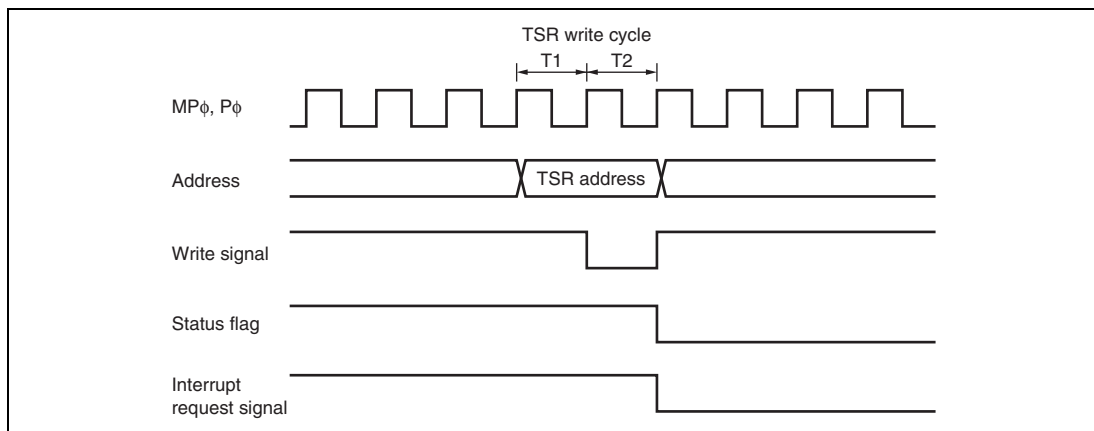 TSR write cycle
T1 T2
MPϕ, Pϕ
Address
TSR address
Write signal
Status flag
Interrupt
request signal